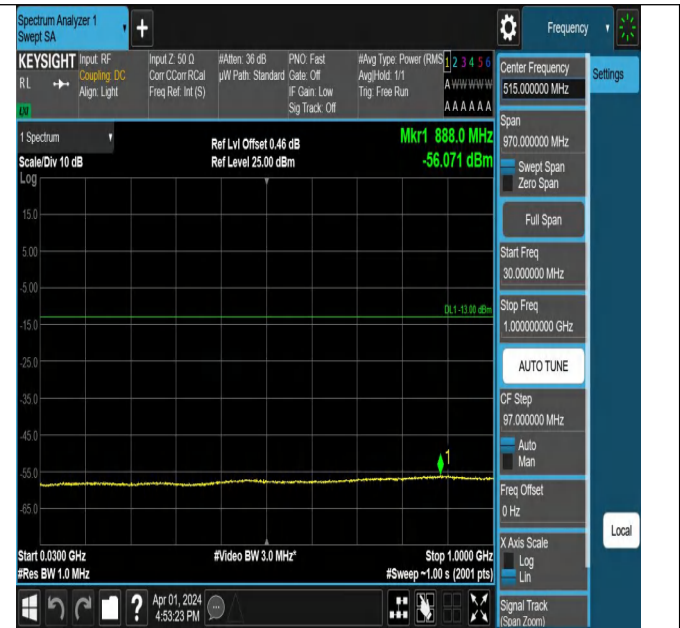 Spectrum Analyzer 1
Swept SA
Frequency
KEYSIGHT
RL
Input: RF
Coupling: DC
Align: Light
Input Z: 50 Ω
Corr CCorr RCal
Freq Ref: Int (S)
#Atten: 36 dB
µW Path: Standard
PNO: Fast
Gate: Off
IF Gain: Low
Sig Track: Off
#Avg Type: Power (RMS
Avg|Hold: 1/1
Trig: Free Run
1 2 3 4 5 6
A W W W W W
A A A A A A
1 Spectrum
Scale/Div 10 dB
Log
Ref Lvl Offset 0.46 dB
Ref Level 25.00 dBm
Mkr1 888.0 MHz
-56.071 dBm
15.0
5.00
-5.00
DL1 -13.00 dBm
-15.0
-25.0
-35.0
-45.0
1
-55.0
-65.0
Start 0.0300 GHz
#Res BW 1.0 MHz
#Video BW 3.0 MHz*
Stop 1.0000 GHz
#Sweep ~1.00 s (2001 pts)
Apr 01, 2024
4:53:23 PM
Center Frequency
515.000000 MHz
Span
970.000000 MHz
Swept Span
Zero Span
Full Span
Start Freq
30.000000 MHz
Stop Freq
1.000000000 GHz
AUTO TUNE
CF Step
97.000000 MHz
Auto
Man
Freq Offset
0 Hz
X Axis Scale
Log
Lin
Signal Track
(Span Zoom)
Settings
Local